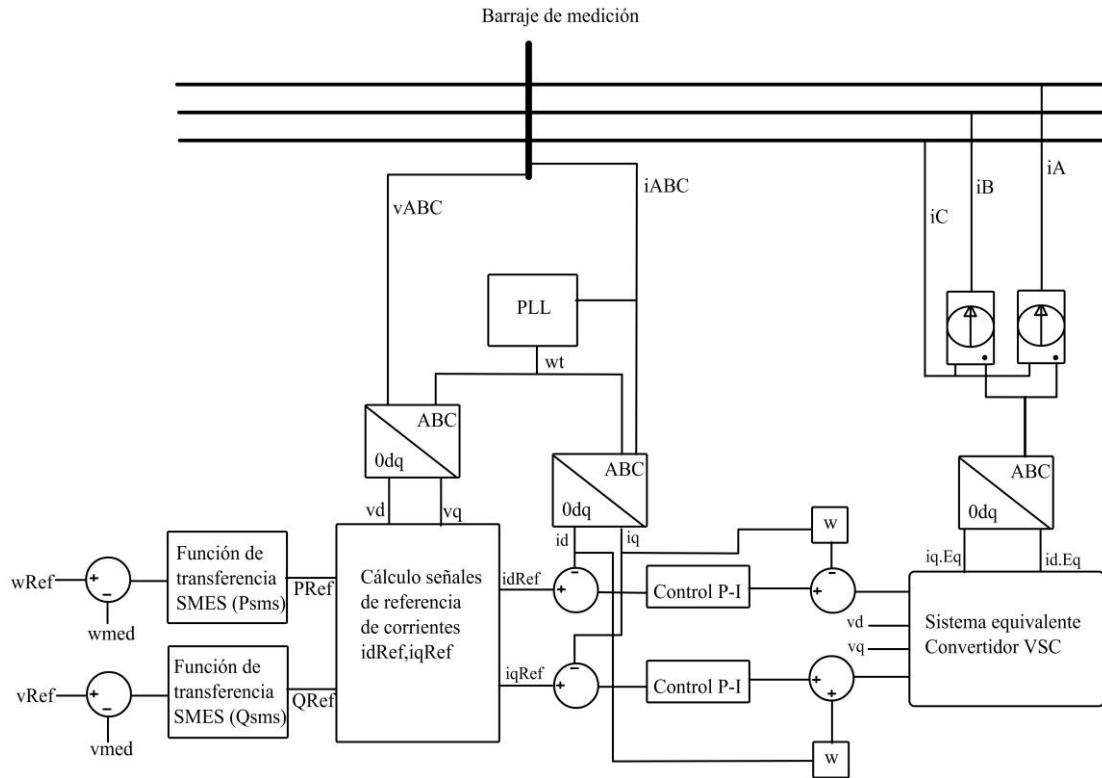 Barraje de medición
iA
iB
iC
iABC
vABC
PLL
wt
ABC
0dq
ABC
0dq
ABC
0dq
vd
vq
id
iq
w
iq.Eq
id.Eq
wRef
+
-
wmed
Función de
transferencia
SMES (Psms)
PRef
Cálculo señales
de referencia
de corrientes
idRef,iqRef
idRef
+
-
Control P-I
+
-
Sistema equivalente
Convertidor VSC
vd
vq
vRef
+
-
vmed
Función de
transferencia
SMES (Qsms)
QRef
iqRef
+
-
Control P-I
+
+
w